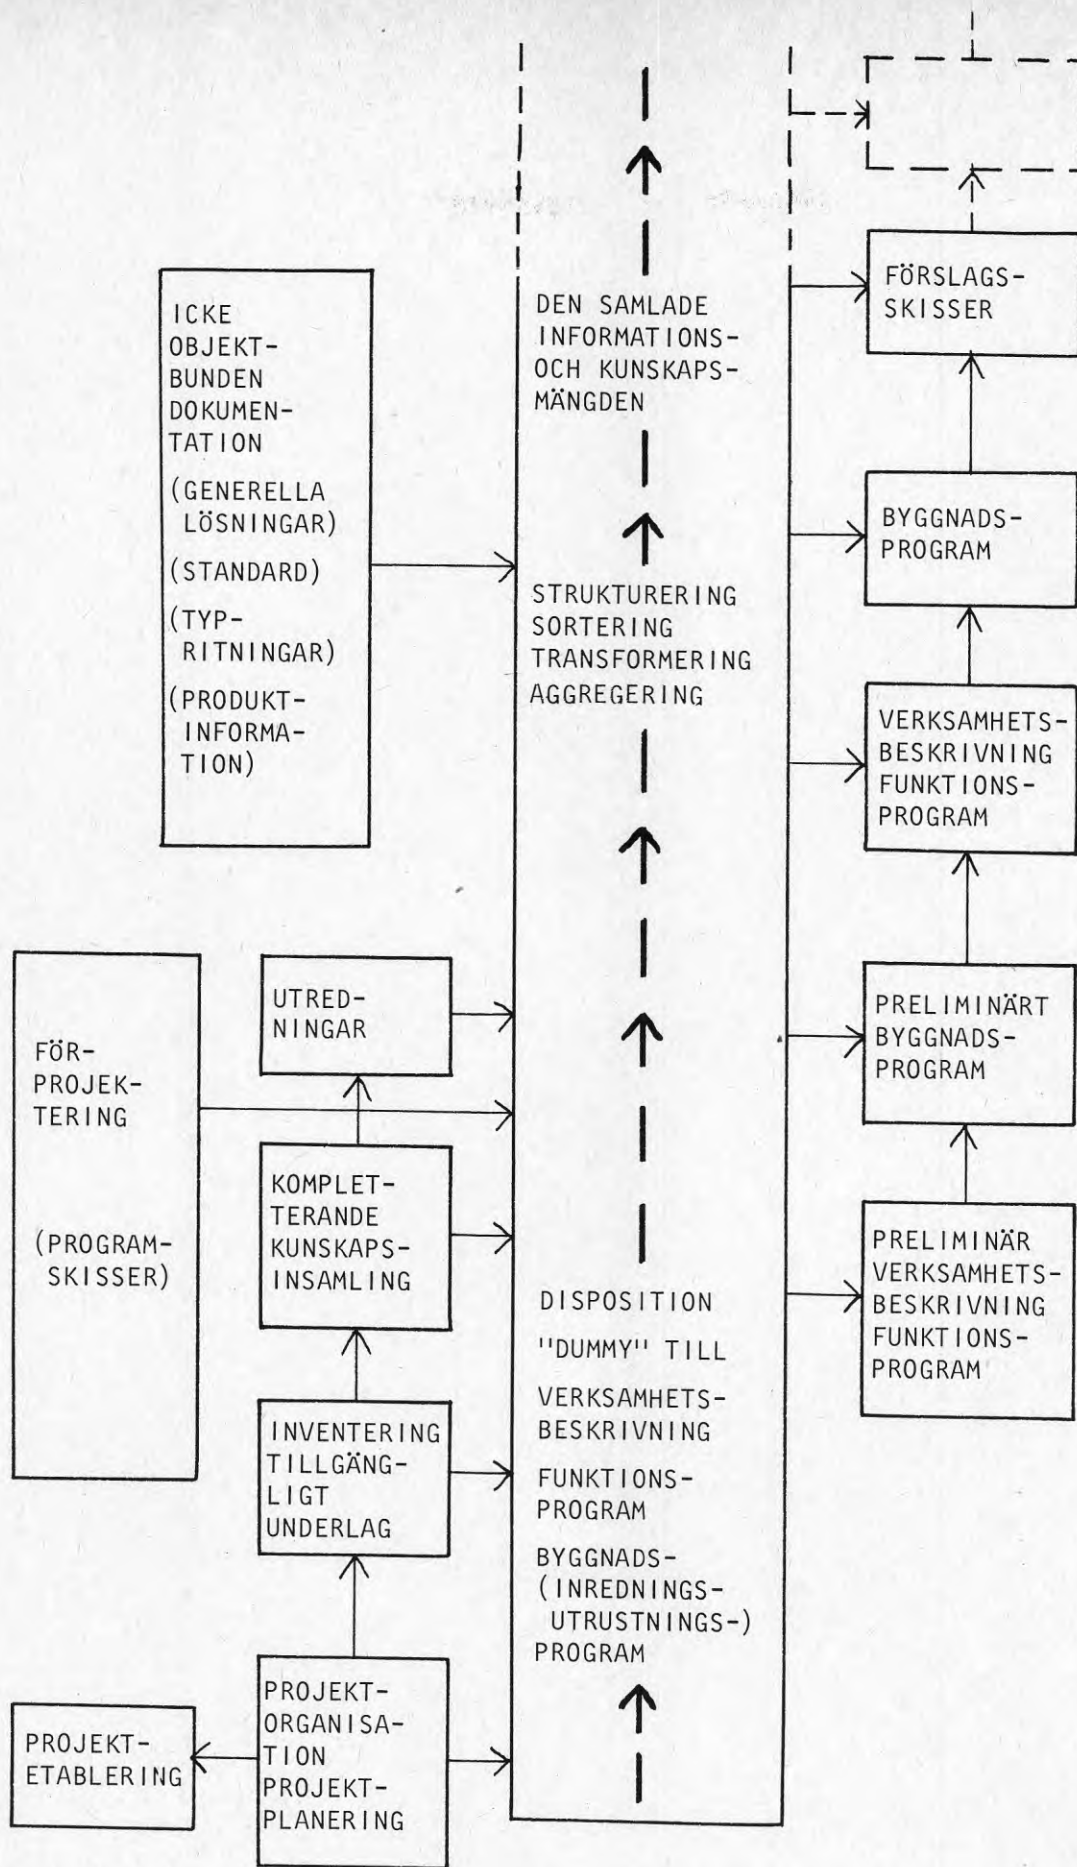 ICKE
OBJEKT-
BUNDEN
DOKUMEN-
TATION
(GENERELLA
LÖSNINGAR)
(STANDARD)
(TYP-
RITNINGAR)
(PRODUKT-
INFORMA-
TION)
FÖR-
PROJEK-
TERING
(PROGRAM-
SKISSER)
UTRED-
NINGAR
KOMPLET-
TERANDE
KUNSKAPS-
INSAMLING
INVENTERING
TILLGÄNG-
LIGT
UNDERLAG
PROJEKT-
ETABLERING
PROJEKT-
ORGANISA-
TION
PROJEKT-
PLANERING
DEN SAMLADE
INFORMATIONS-
OCH KUNSKAPS-
MÄNGDEN
STRUKTURERING
SORTERING
TRANSFORMERING
AGGREGERING
DISPOSITION
"DUMMY" TILL
VERKSAMHETS-
BESKRIVNING
FUNKTIONS-
PROGRAM
BYGGNADS-
(INREDNINGS-
UTRUSTNINGS-)
PROGRAM
FÖRSLAGS-
SKISSER
BYGGNADS-
PROGRAM
VERKSAMHETS-
BESKRIVNING
FUNKTIONS-
PROGRAM
PRELIMINÄRT
BYGGNADS-
PROGRAM
PRELIMINÄR
VERKSAMHETS-
BESKRIVNING
FUNKTIONS-
PROGRAM